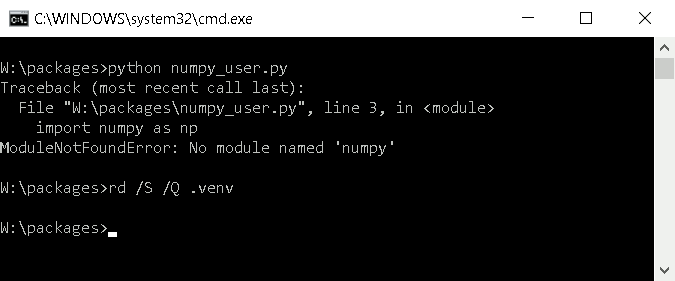 C:\WINDOWS\system32\cmd.exe
W:\packages>python numpy_user.py
Traceback (most recent call last):
  File "W:\packages\numpy_user.py", line 3, in <module>
    import numpy as np
ModuleNotFoundError: No module named 'numpy'
W:\packages>rd /S /Q .venv
W:\packages>